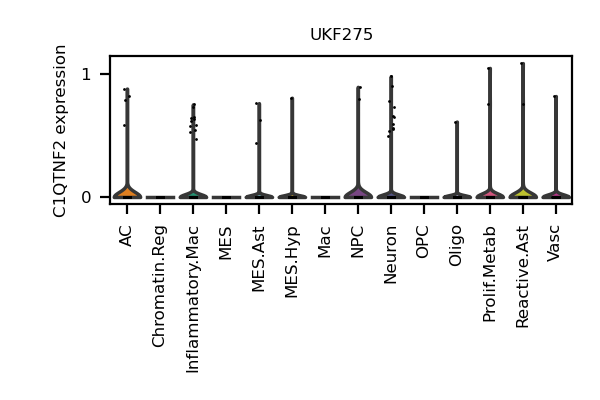 UKF275
C1QTNF2 expression
1
0
AC
Chromatin.Reg
Inflammatory.Mac
MES
MES.Ast
MES.Hyp
Mac
NPC
Neuron
OPC
Oligo
Prolif.Metab
Reactive.Ast
Vasc